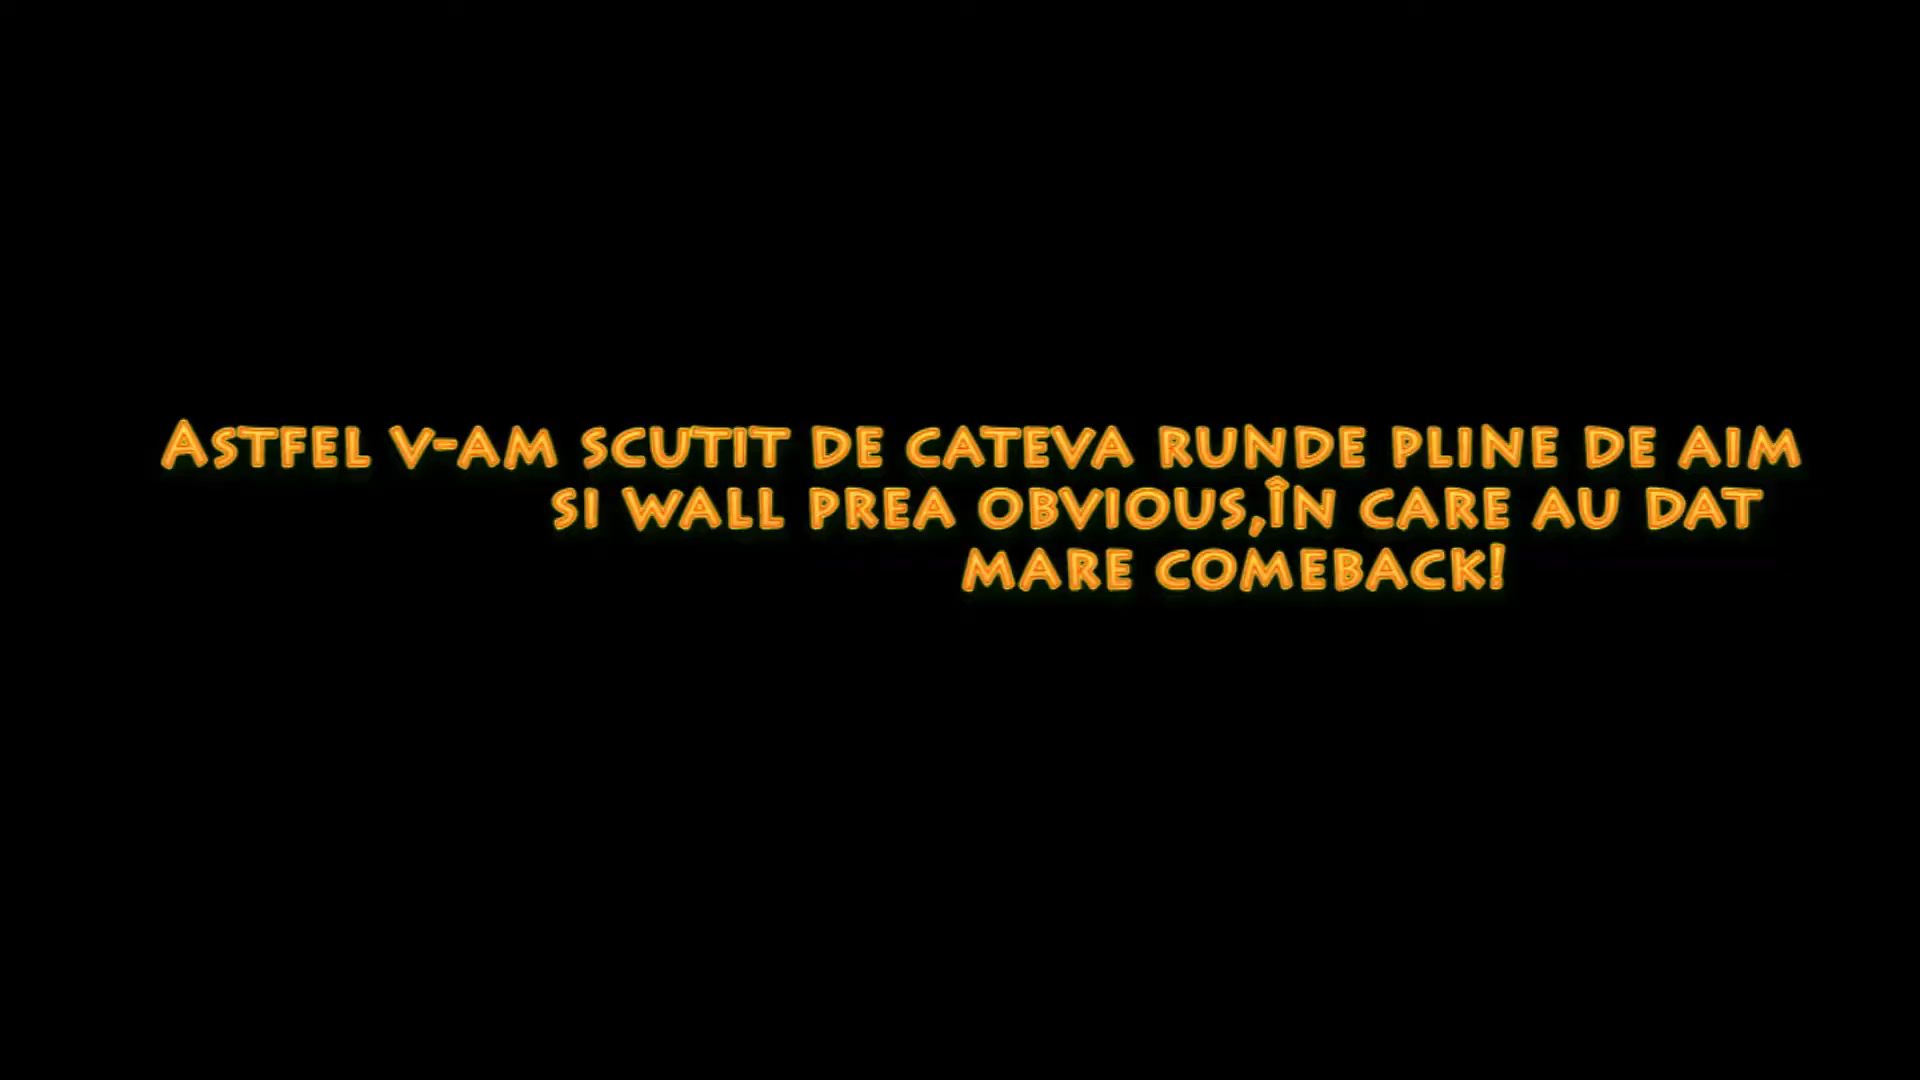 Astfel v-am scutit de cateva runde pline de aim
si wall prea obvious,în care au dat
mare comeback!